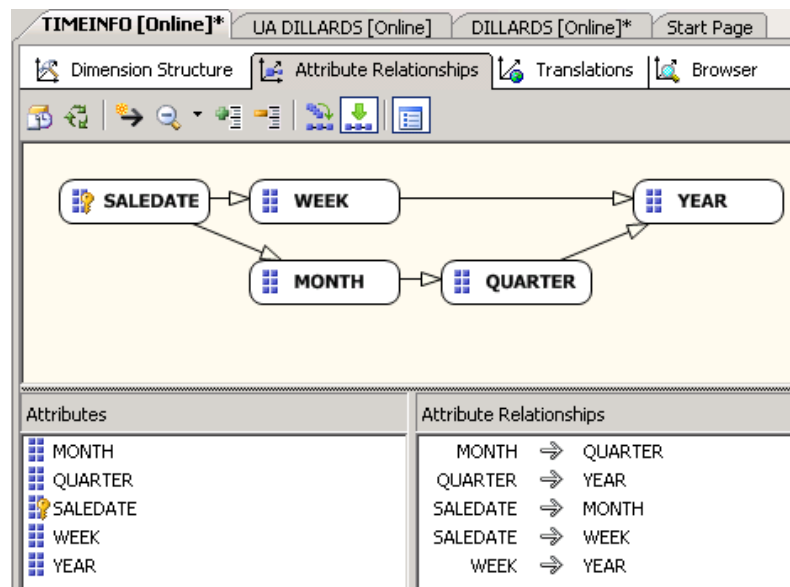 TIMEINFO [Online]* UA DILLARDS [Online] DILLARDS [Online]* Start Page
Dimension Structure Attribute Relationships Translations Browser
SALEDATE WEEK YEAR
MONTH QUARTER
Attributes Attribute Relationships
MONTH MONTH QUARTER
QUARTER QUARTER YEAR
SALEDATE SALEDATE MONTH
WEEK SALEDATE WEEK
YEAR WEEK YEAR